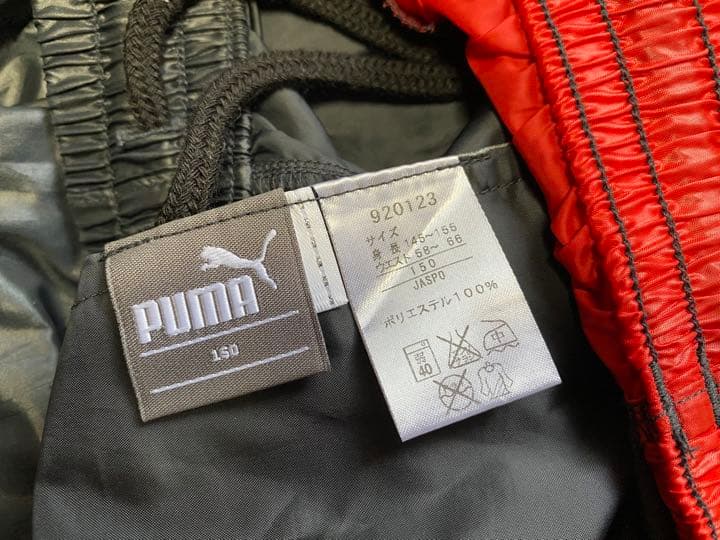 PUMA
150
920123
サイズ
身長 145~155
ウエスト 58~ 66
150
JASPO
ポリエステル100%
弱
40
中